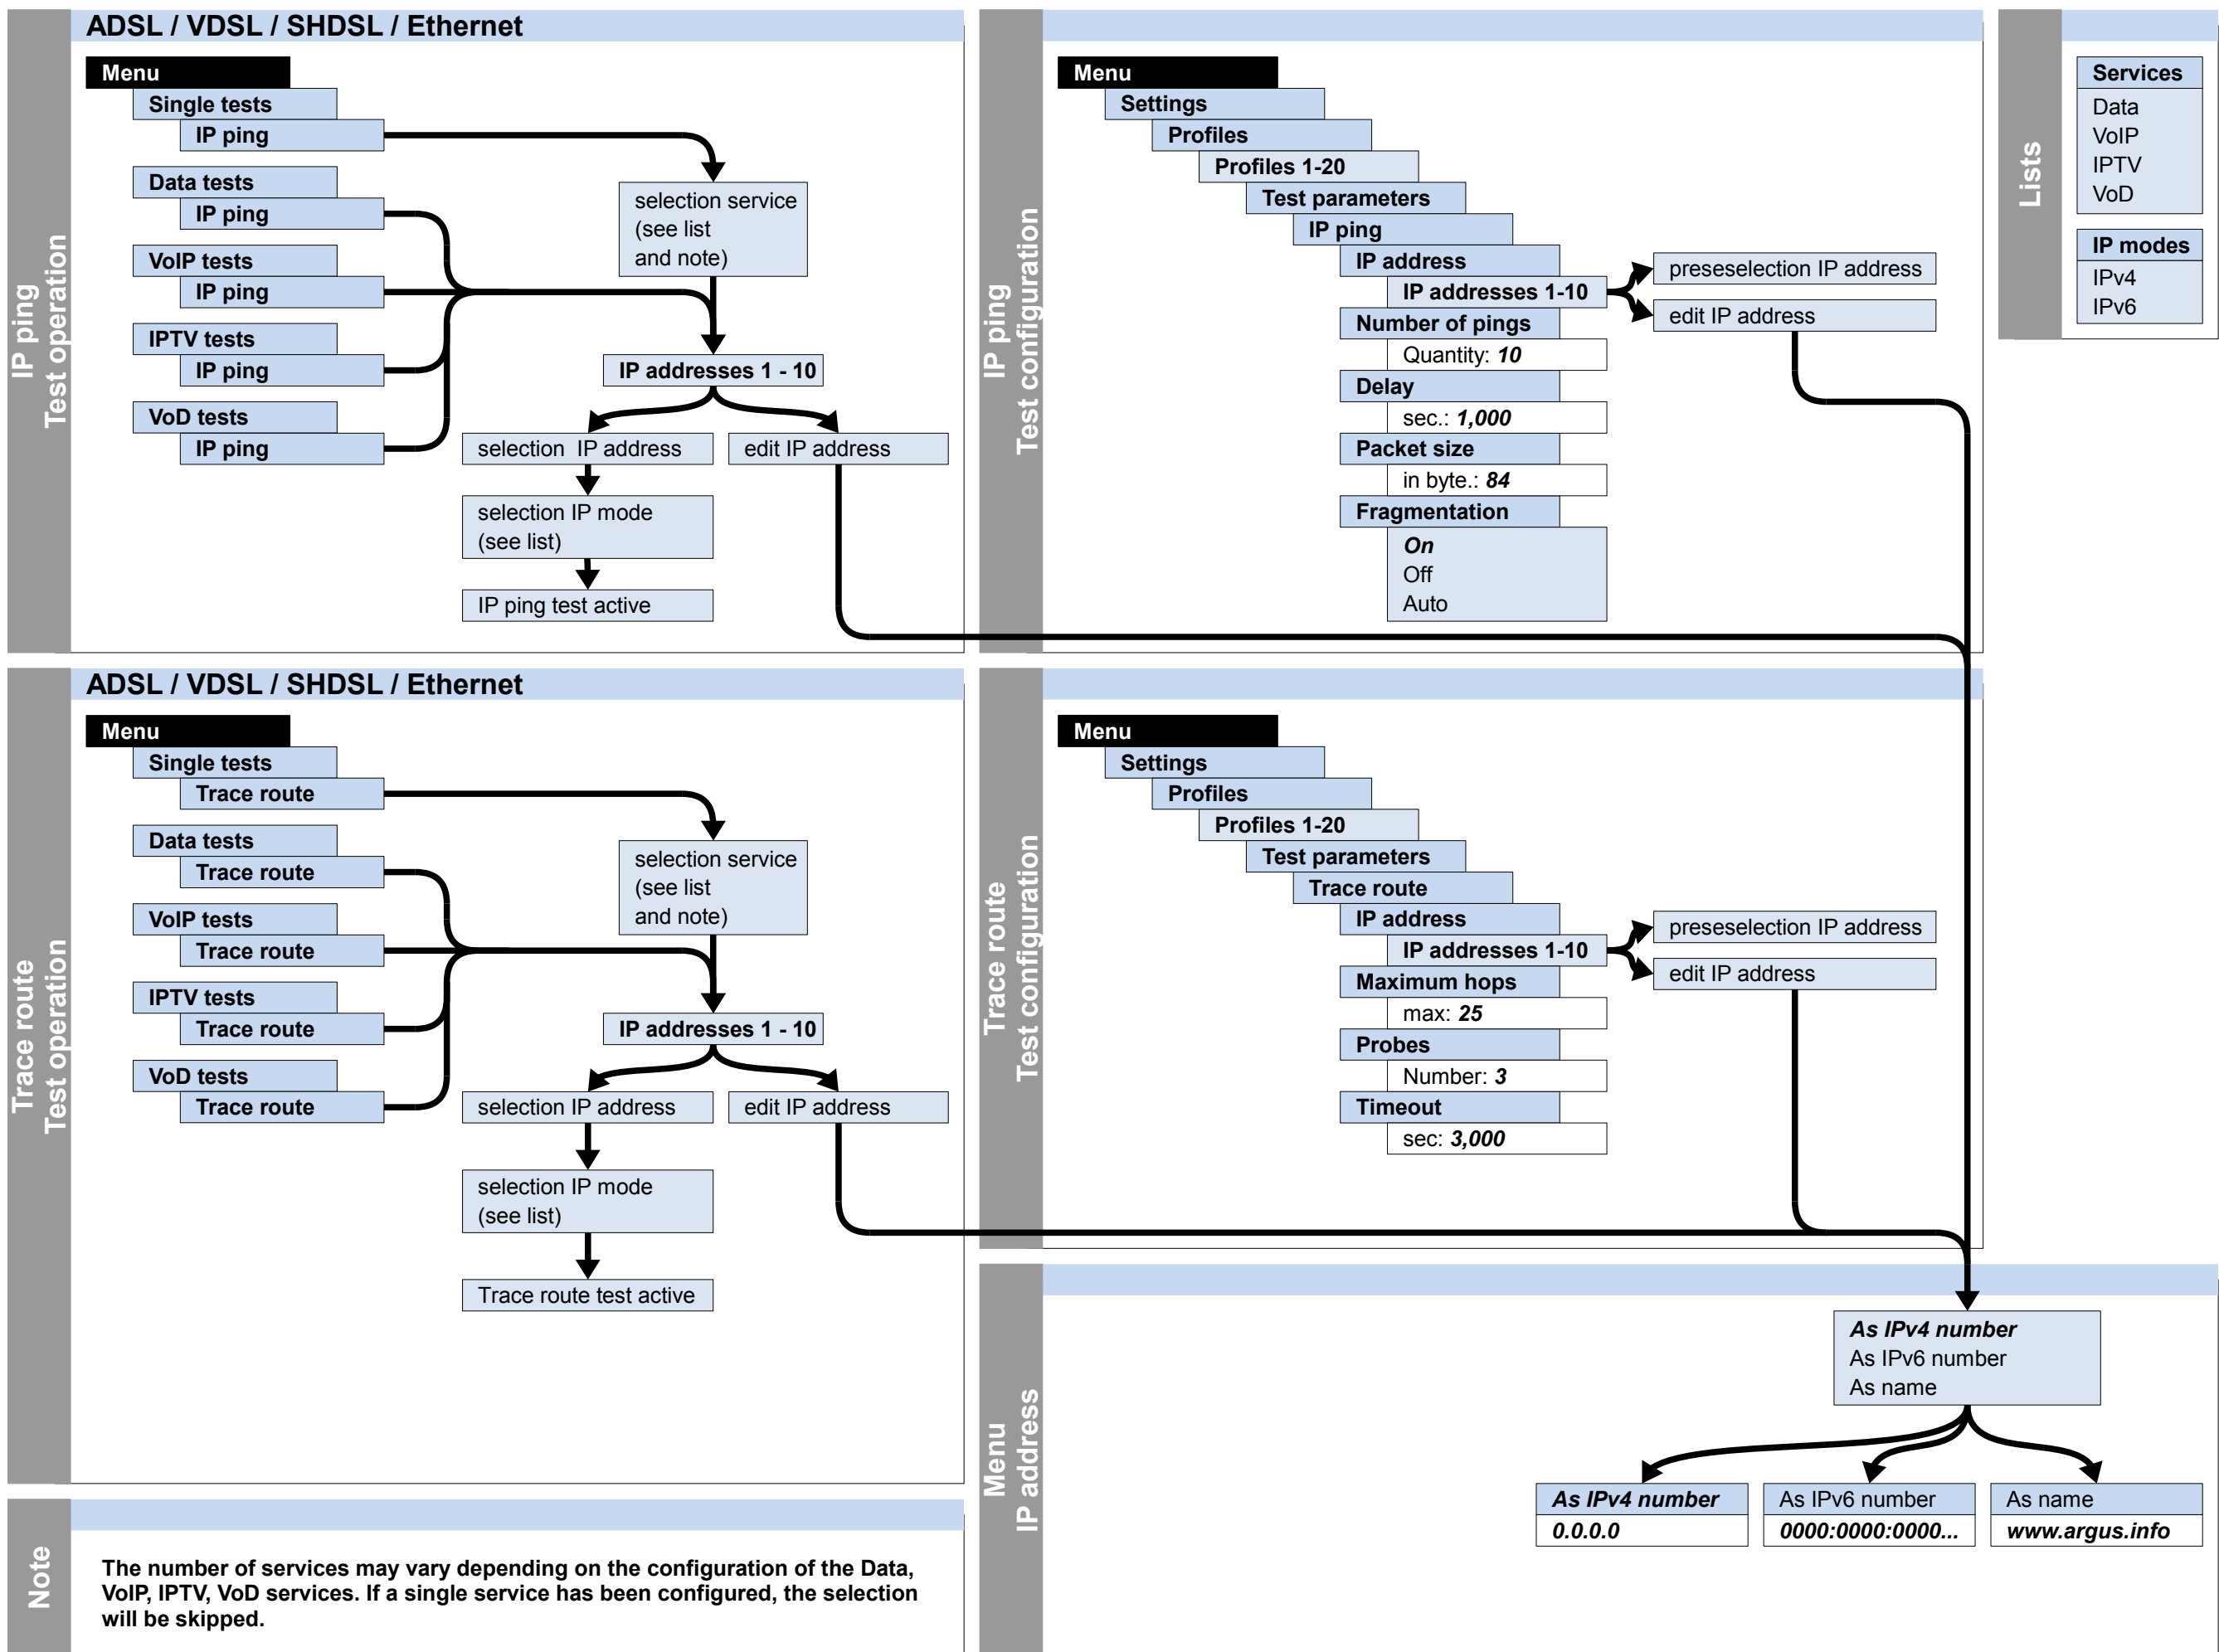 IP ping
Test operation
ADSL / VDSL / SHDSL / Ethernet
Menu
Single tests
IP ping
Data tests
IP ping
VoIP tests
IP ping
IPTV tests
IP ping
VoD tests
IP ping
selection service
(see list
and note)
IP addresses 1 - 10
selection  IP address
edit IP address
selection IP mode
(see list)
IP ping test active
IP ping
Test configuration
Menu
Settings
Profiles
Profiles 1-20
Test parameters
IP ping
IP address
IP addresses 1-10
preseselection IP address
edit IP address
Number of pings
Quantity: 10
Delay
sec.: 1,000
Packet size
in byte.: 84
Fragmentation
On
Off
Auto
Lists
Services
Data
VoIP
IPTV
VoD
IP modes
IPv4
IPv6
Trace route
Test operation
ADSL / VDSL / SHDSL / Ethernet
Menu
Single tests
Trace route
Data tests
Trace route
VoIP tests
Trace route
IPTV tests
Trace route
VoD tests
Trace route
selection service
(see list
and note)
IP addresses 1 - 10
selection IP address
edit IP address
selection IP mode
(see list)
Trace route test active
Trace route
Test configuration
Menu
Settings
Profiles
Profiles 1-20
Test parameters
Trace route
IP address
IP addresses 1-10
preseselection IP address
edit IP address
Maximum hops
max: 25
Probes
Number: 3
Timeout
sec: 3,000
Menu
IP address
As IPv4 number
As IPv6 number
As name
As IPv4 number
0.0.0.0
As IPv6 number
0000:0000:0000...
As name
www.argus.info
Note
The number of services may vary depending on the configuration of the Data,
VoIP, IPTV, VoD services. If a single service has been configured, the selection
will be skipped.